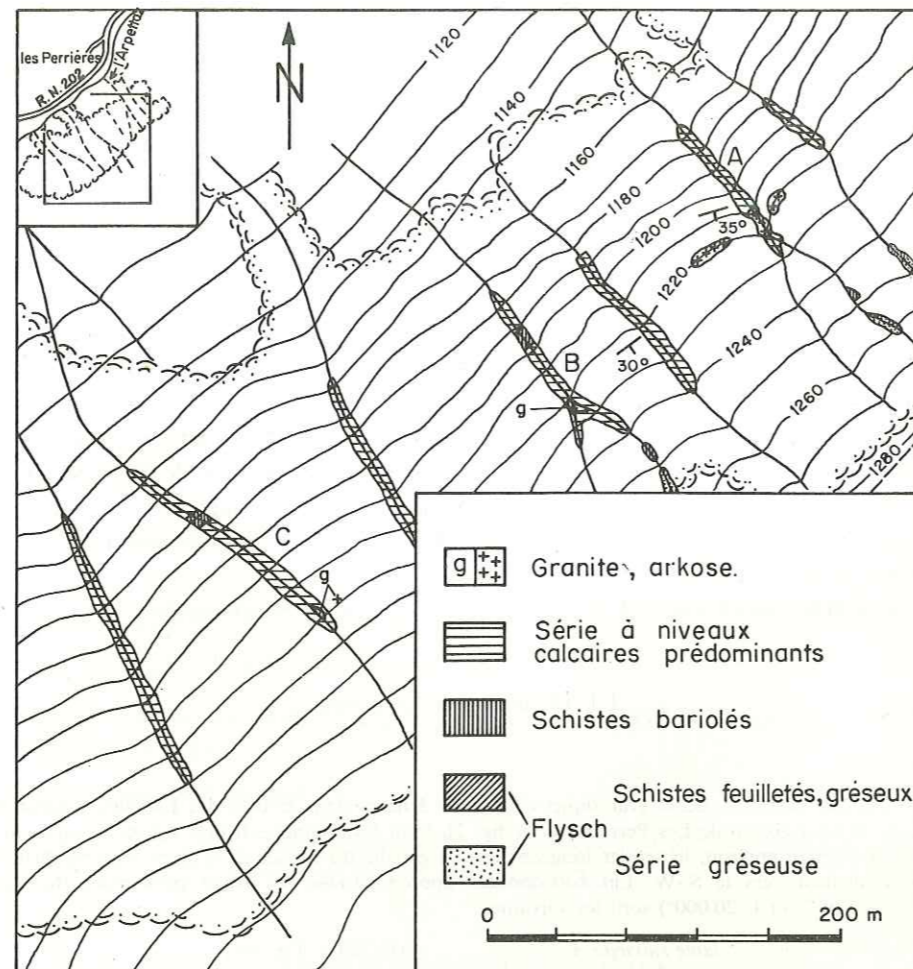 les Perrières
R.N. 202
l'Arpettaz
N
1120
1140
1160
1180
1200
1220
1240
1260
1280
A
35°
B
30°
g
C
g
g
Granite, arkose.
Série à niveaux
calcaires prédominants
Schistes bariolés
Schistes feuilletés, gréseux
Flysch
Série gréseuse
0
200 m